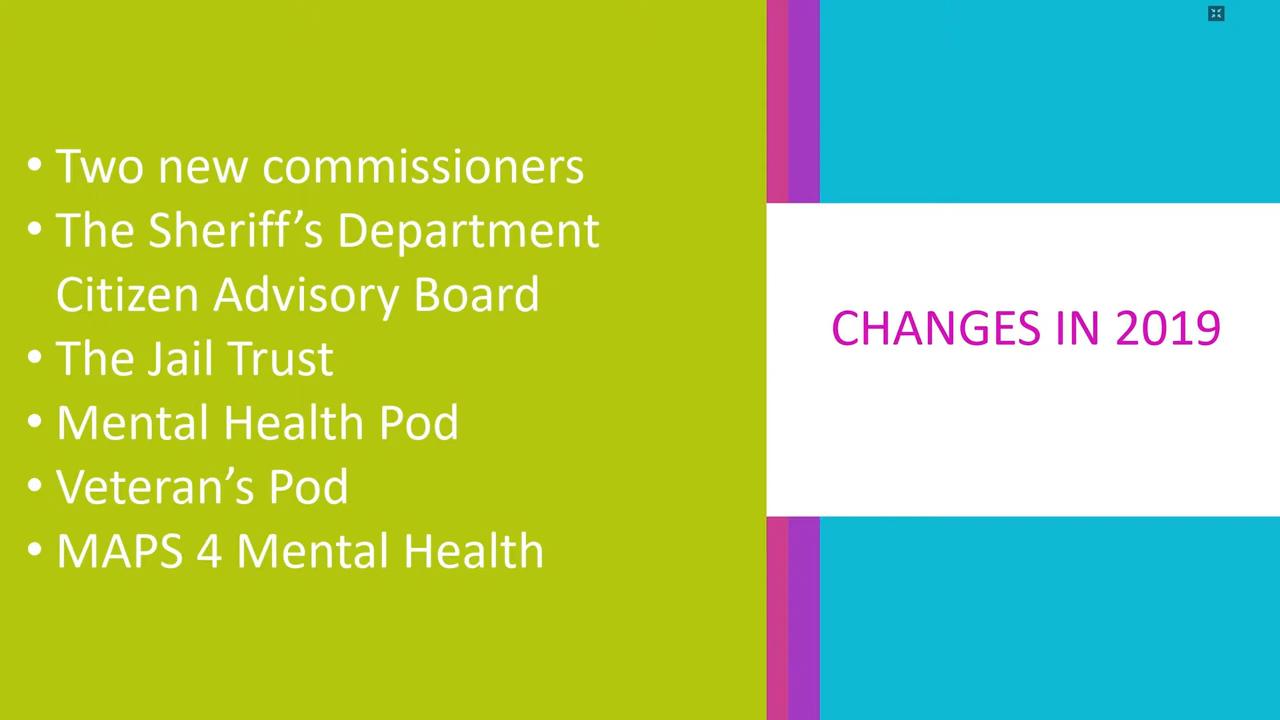 • Two new commissioners
• The Sheriff’s Department
Citizen Advisory Board
• The Jail Trust
• Mental Health Pod
• Veteran’s Pod
• MAPS 4 Mental Health
CHANGES IN 2019